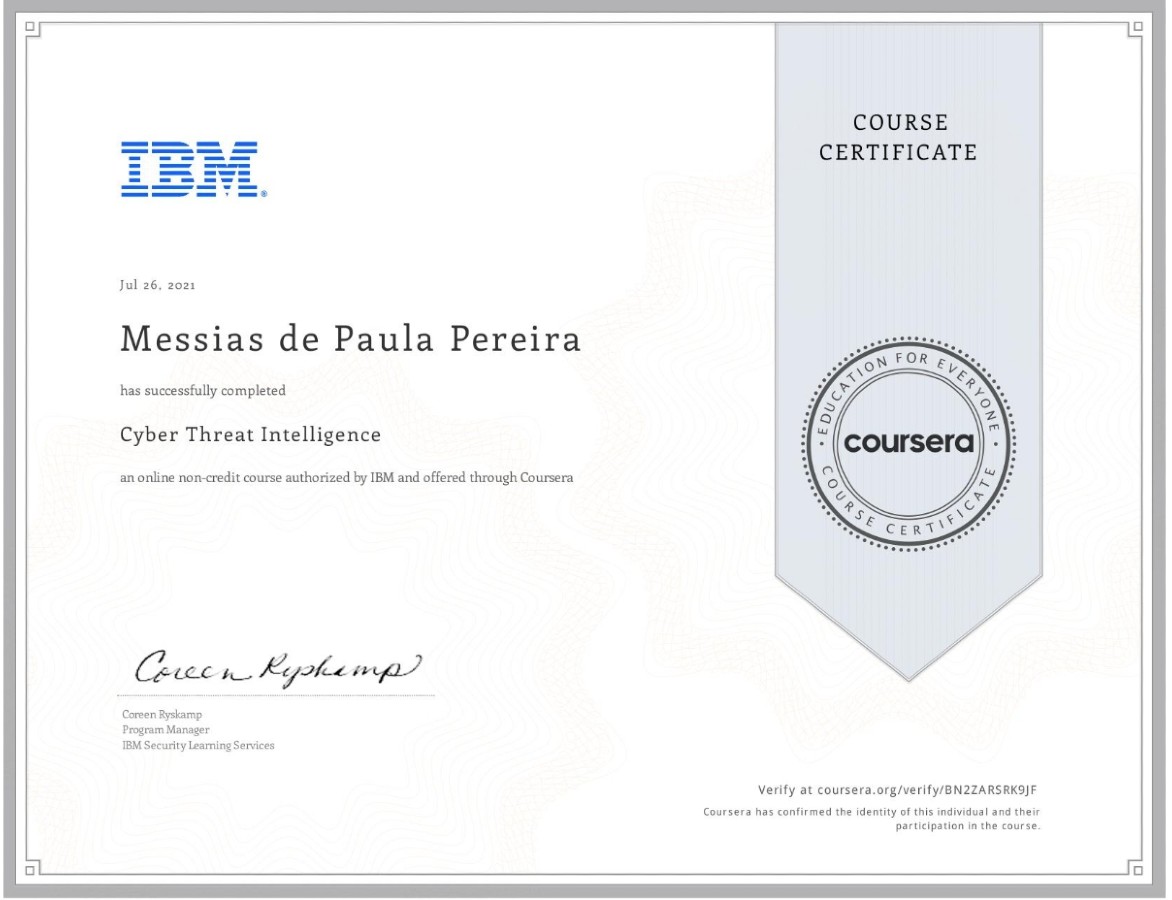 IBM®
COURSE
CERTIFICATE
Jul 26, 2021
Messias de Paula Pereira
has successfully completed
Cyber Threat Intelligence
an online non-credit course authorized by IBM and offered through Coursera
EDUCATION FOR EVERYONE
coursera
COURSE CERTIFICATE
Coreen Ryskamp
Coreen Ryskamp
Program Manager
IBM Security Learning Services
Verify at coursera.org/verify/BN2ZARSRK9JF
Coursera has confirmed the identity of this individual and their
participation in the course.